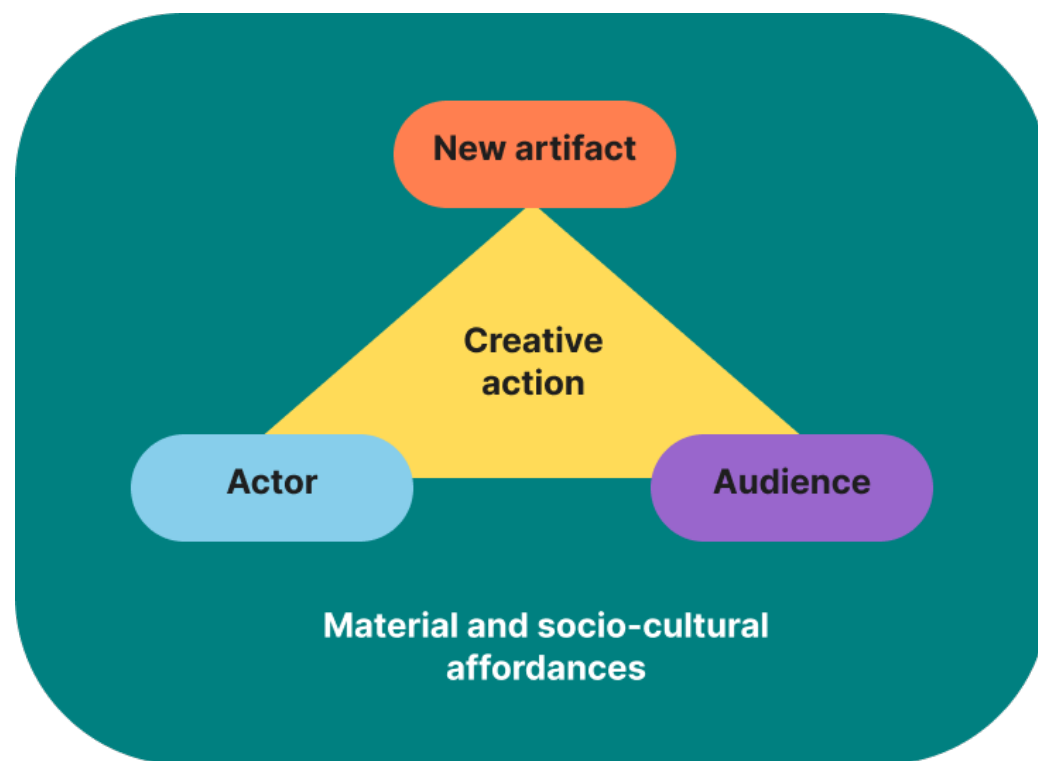 New artifact
Creative
action
Actor
Audience
Material and socio-cultural
affordances